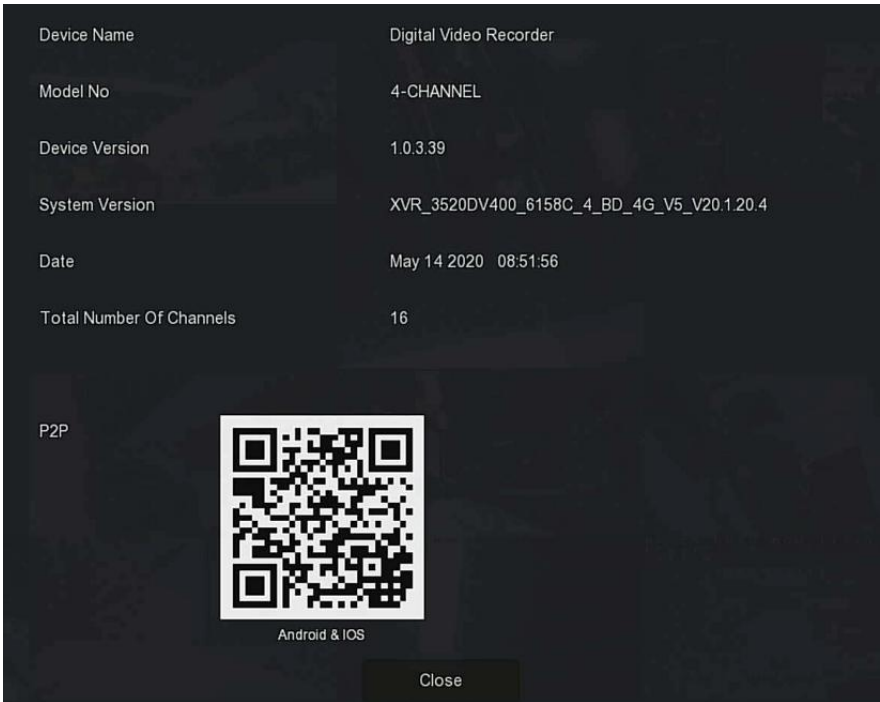 Device Name Digital Video Recorder
Model No 4-CHANNEL
Device Version 1.0.3.39
System Version XVR_3520DV400_6158C_4_BD_4G_V5_V20.1.20.4
Date May 14 2020 08:51:56
Total Number Of Channels 16
P2P
Android & IOS
Close